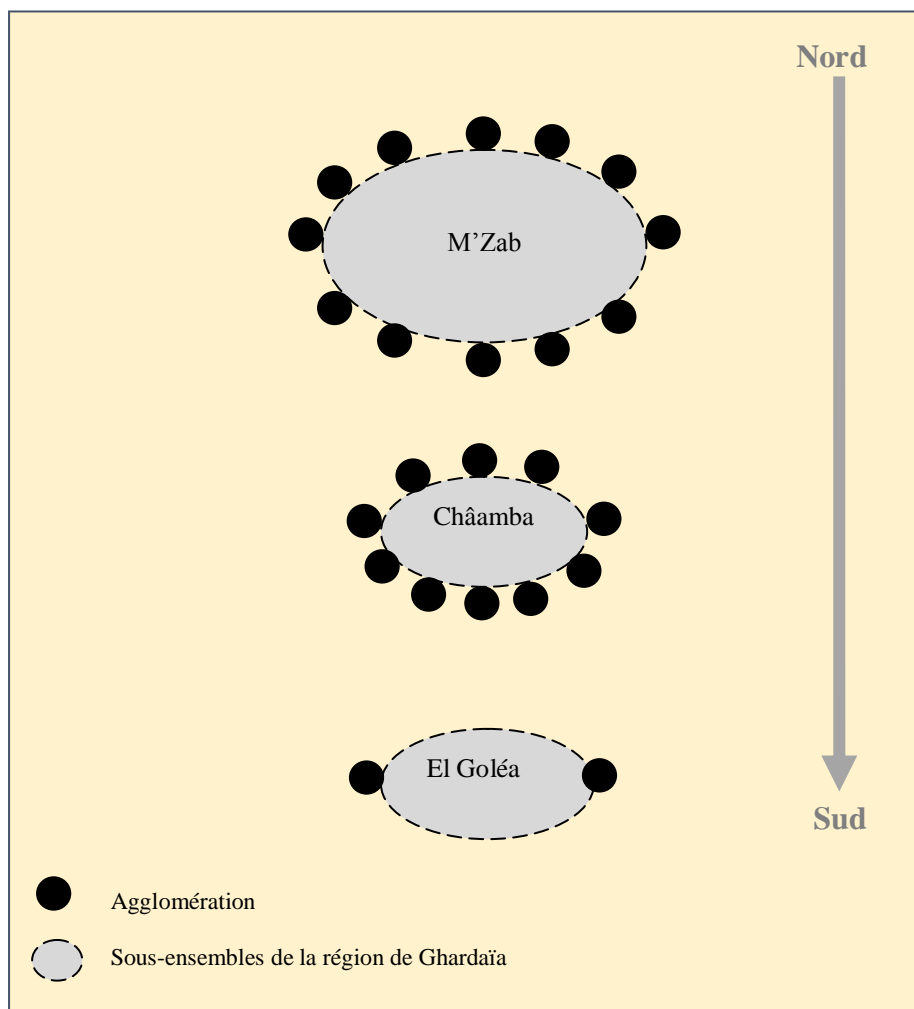 Nord
M’Zab
Châamba
El Goléa
Sud
Agglomération
Sous-ensembles de la région de Ghardaïa